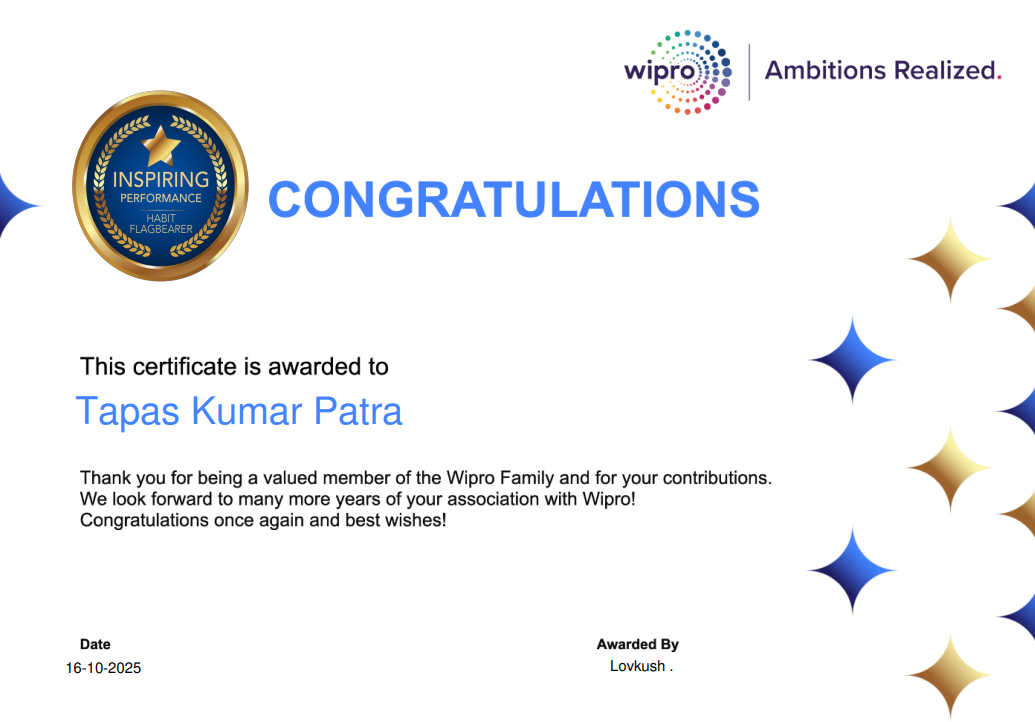 wipro
Ambitions Realized.
INSPIRING
PERFORMANCE
HABIT
FLAGBEARER
CONGRATULATIONS
This certificate is awarded to
Tapas Kumar Patra
Thank you for being a valued member of the Wipro Family and for your contributions.
We look forward to many more years of your association with Wipro!
Congratulations once again and best wishes!
Date
16-10-2025
Awarded By
Lovkush .